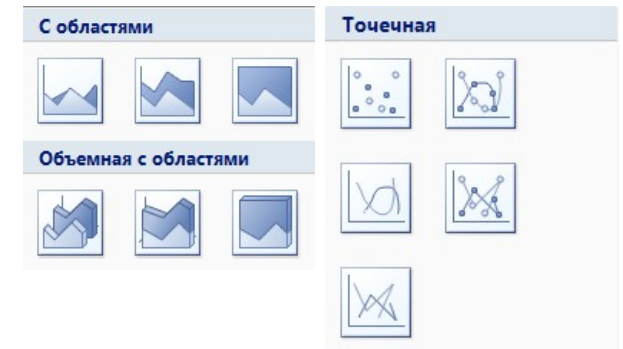 С областями
Объемная с областями
Точечная